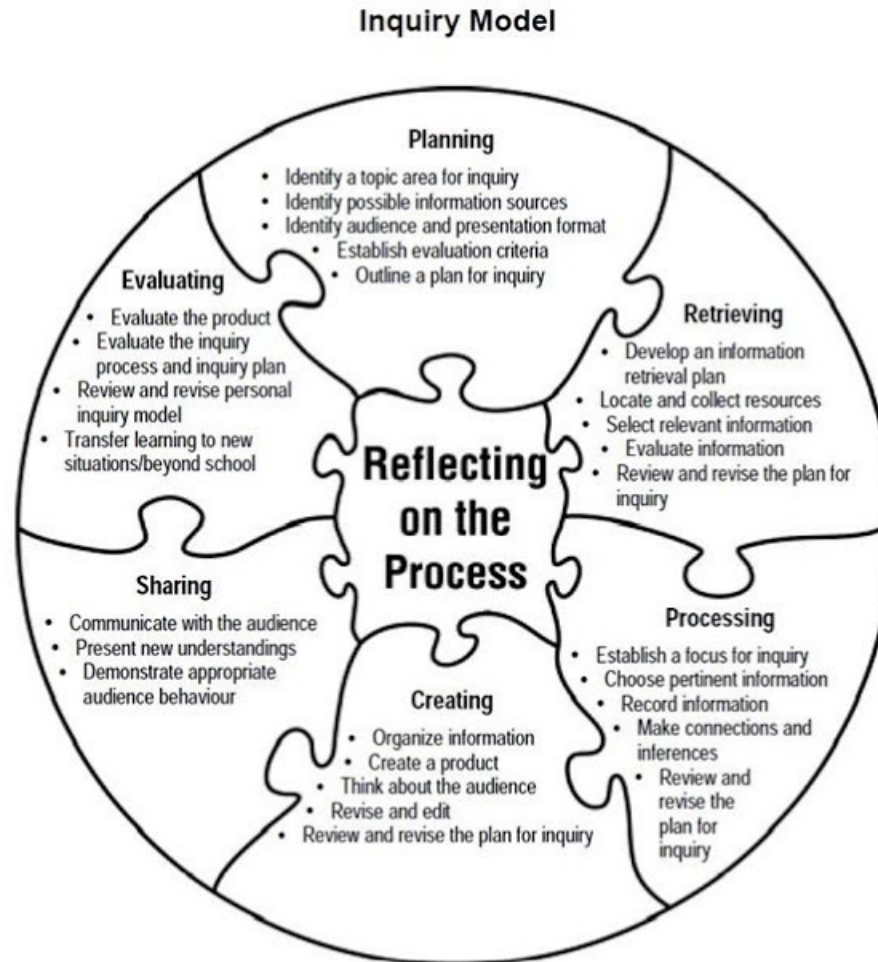 Inquiry Model
Planning
• Identify a topic area for inquiry
• Identify possible information sources
• Identify audience and presentation format
• Establish evaluation criteria
• Outline a plan for inquiry
Retrieving
• Develop an information
retrieval plan
• Locate and collect resources
• Select relevant information
• Evaluate information
• Review and revise the plan for
inquiry
Processing
• Establish a focus for inquiry
• Choose pertinent information
• Record information
• Make connections and
inferences
• Review and
revise the
plan for
inquiry
Creating
• Organize information
• Create a product
• Think about the audience
• Revise and edit
• Review and revise the plan for inquiry
Sharing
• Communicate with the audience
• Present new understandings
• Demonstrate appropriate
audience behaviour
Evaluating
• Evaluate the product
• Evaluate the inquiry
process and inquiry plan
• Review and revise personal
inquiry model
• Transfer learning to new
situations/beyond school
Reflecting
on the
Process